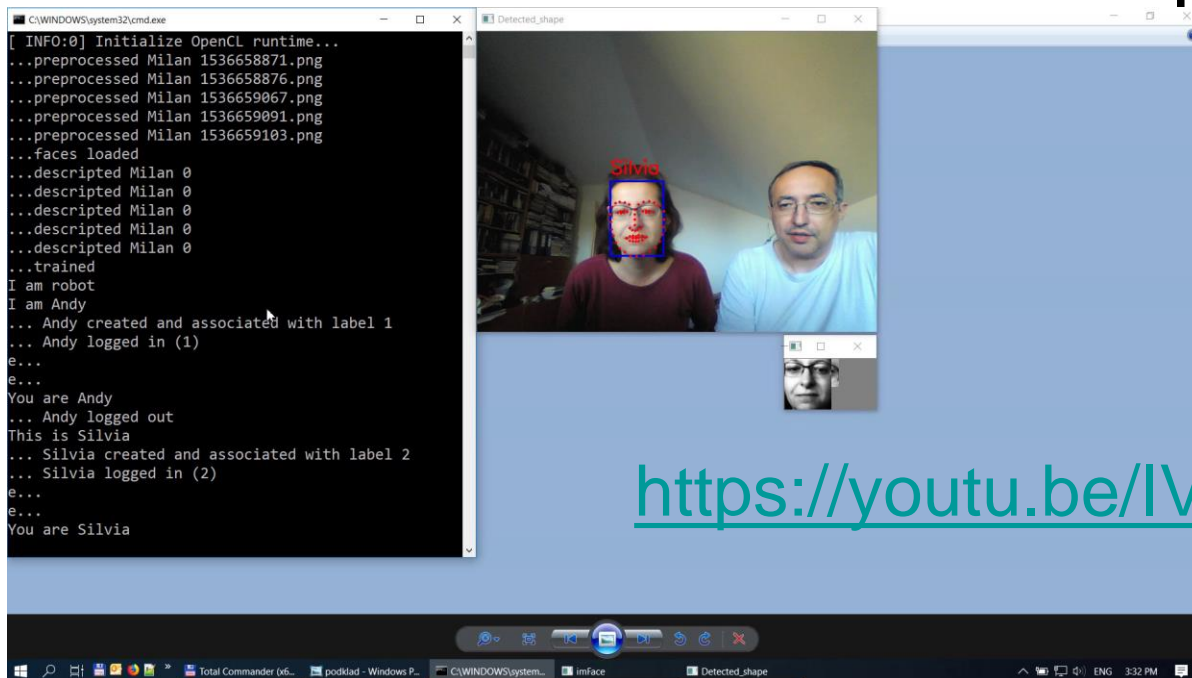 C:\WINDOWS\system32\cmd.exe
[ INFO:0] Initialize OpenCL runtime...
...preprocessed Milan 1536658871.png
...preprocessed Milan 1536658876.png
...preprocessed Milan 1536659067.png
...preprocessed Milan 1536659091.png
...preprocessed Milan 1536659103.png
...faces loaded
...descripted Milan 0
...descripted Milan 0
...descripted Milan 0
...descripted Milan 0
...descripted Milan 0
...trained
I am robot
I am Andy
... Andy created and associated with label 1
... Andy logged in (1)
e...
e...
You are Andy
... Andy logged out
This is Silvia
... Silvia created and associated with label 2
... Silvia logged in (2)
e...
e...
You are Silvia
Detected_shape
Silvia
https://youtu.be/IV
Total Commander (x6...
podklad - Windows P...
C:\WINDOWS\system...
imFace
Detected_shape
ENG
3:32 PM